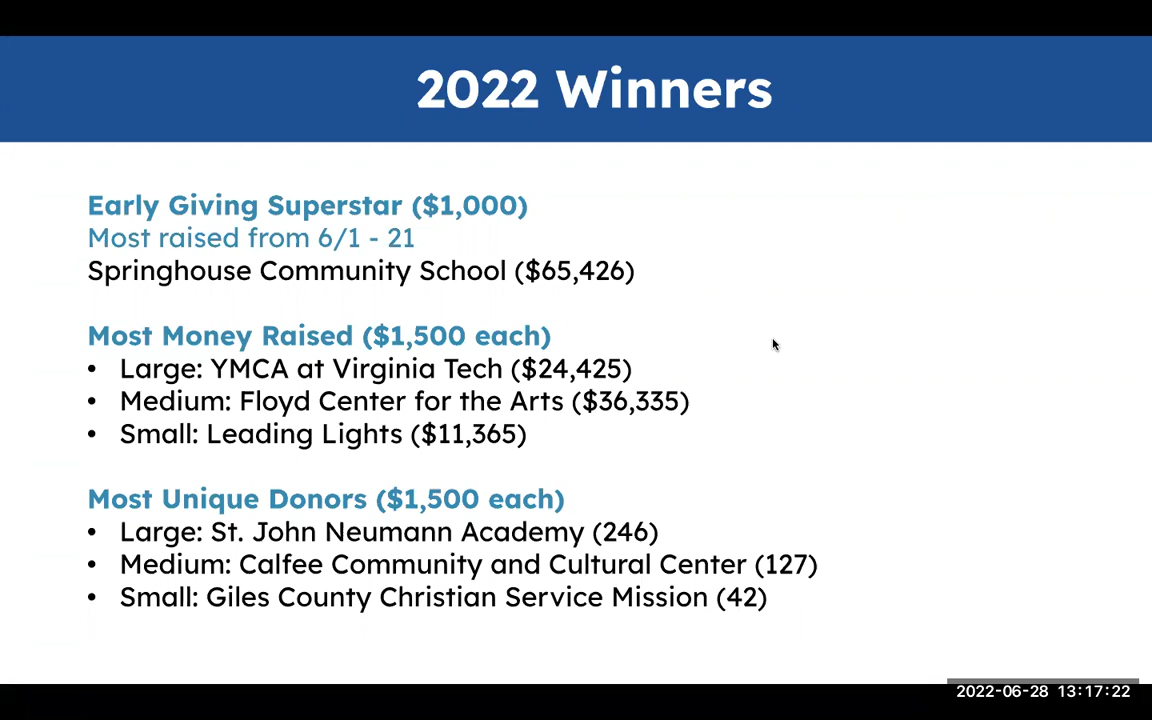 2022 Winners
Early Giving Superstar ($1,000)
Most raised from 6/1 - 21
Springhouse Community School ($65,426)
Most Money Raised ($1,500 each)
• Large: YMCA at Virginia Tech ($24,425)
• Medium: Floyd Center for the Arts ($36,335)
• Small: Leading Lights ($11,365)
Most Unique Donors ($1,500 each)
• Large: St. John Neumann Academy (246)
• Medium: Calfee Community and Cultural Center (127)
• Small: Giles County Christian Service Mission (42)
2022-06-28 13:17:22